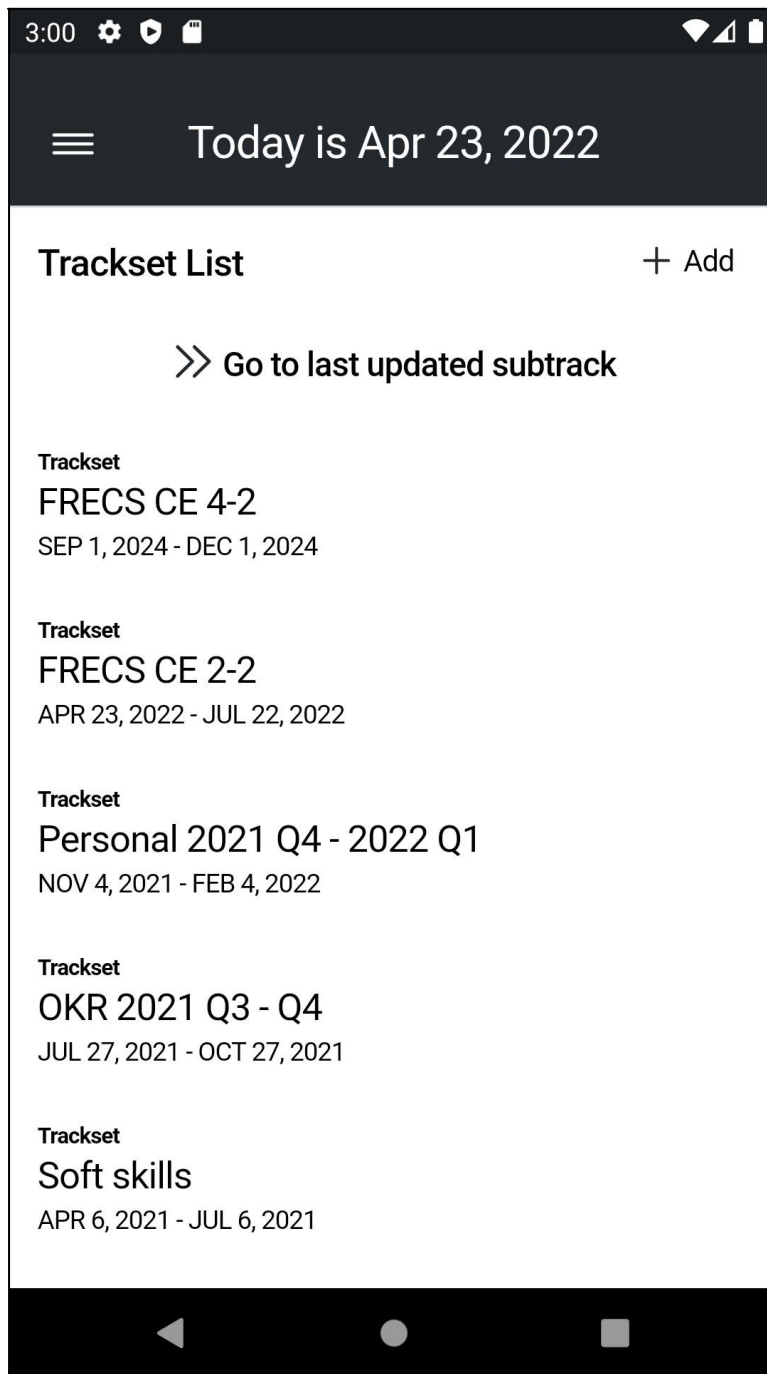 3:00
Today is Apr 23, 2022
Trackset List
+ Add
Go to last updated subtrack
Trackset
FRECS CE 4-2
SEP 1, 2024 - DEC 1, 2024
Trackset
FRECS CE 2-2
APR 23, 2022 - JUL 22, 2022
Trackset
Personal 2021 Q4 - 2022 Q1
NOV 4, 2021 - FEB 4, 2022
Trackset
OKR 2021 Q3 - Q4
JUL 27, 2021 - OCT 27, 2021
Trackset
Soft skills
APR 6, 2021 - JUL 6, 2021